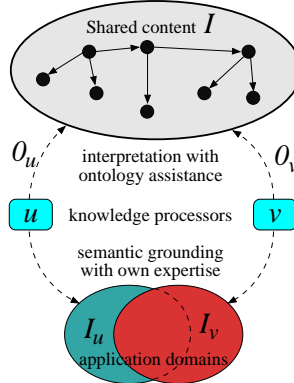 Shared content I
O_u O_v
interpretation with
ontology assistance
u knowledge processors v
semantic grounding
with own expertise
I_u I_v
application domains